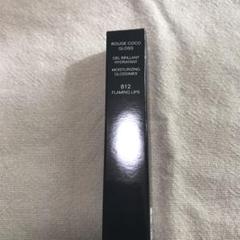 ROUGE COCO
GLOSS
GEL BRILLANT
HYDRATANT
MOISTURIZING
GLOSSIMER
812
FLAMING LIPS